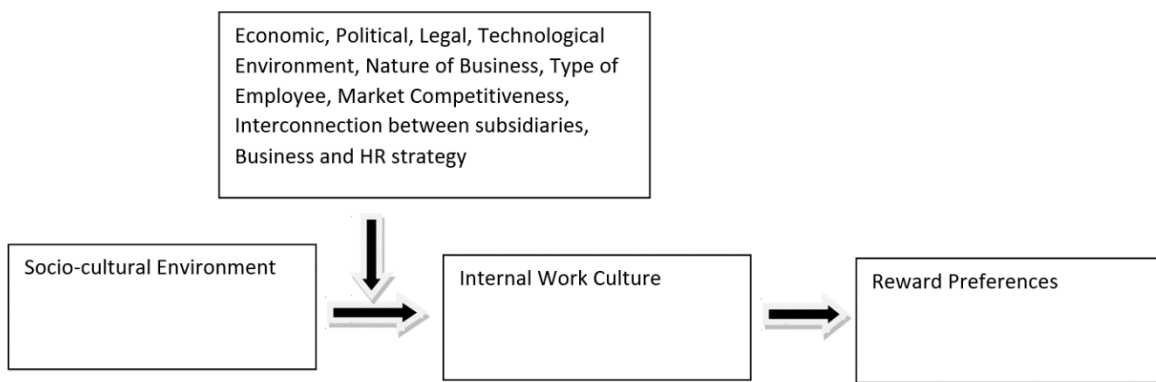 Economic, Political, Legal, Technological
Environment, Nature of Business, Type of
Employee, Market Competitiveness,
Interconnection between subsidiaries,
Business and HR strategy
Socio-cultural Environment
Internal Work Culture
Reward Preferences